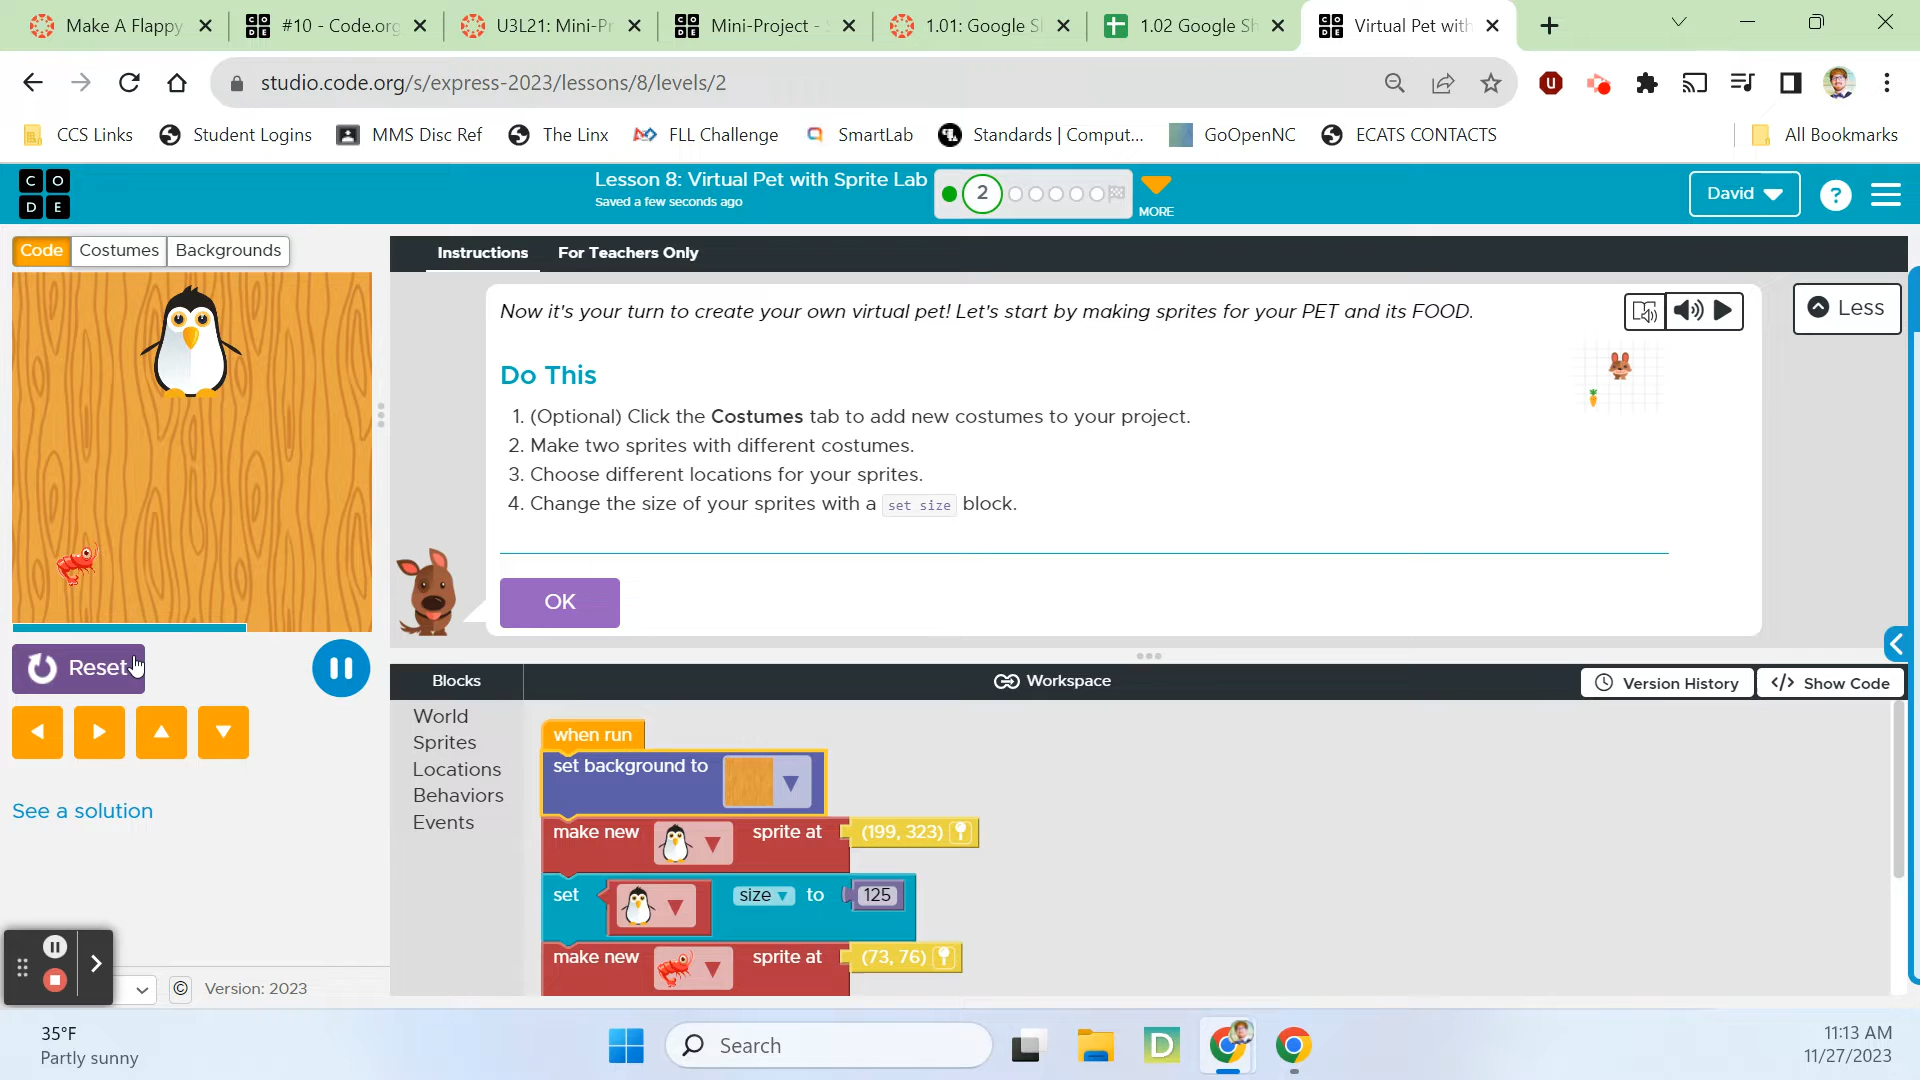 Make A Flappy
#10 - Code.org
U3L21: Mini-Pr
Mini-Project - S
1.01: Google Sl
1.02 Google Sh
Virtual Pet with
studio.code.org/s/express-2023/lessons/8/levels/2
CCS Links
Student Logins
MMS Disc Ref
The Linx
FLL Challenge
SmartLab
Standards | Comput...
GoOpenNC
ECATS CONTACTS
All Bookmarks
C O
D E
Lesson 8: Virtual Pet with Sprite Lab
Saved a few seconds ago
2
MORE
David
?
Code
Costumes
Backgrounds
Instructions
For Teachers Only
Now it's your turn to create your own virtual pet! Let's start by making sprites for your PET and its FOOD.
Less
Do This
1. (Optional) Click the Costumes tab to add new costumes to your project.
2. Make two sprites with different costumes.
3. Choose different locations for your sprites.
4. Change the size of your sprites with a set size block.
OK
Reset
See a solution
Blocks
Workspace
Version History
</> Show Code
World
Sprites
Locations
Behaviors
Events
when run
set background to
make new sprite at (199, 323)
set size to 125
make new sprite at (73, 76)
© Version: 2023
35°F
Partly sunny
Search
D
11:13 AM
11/27/2023